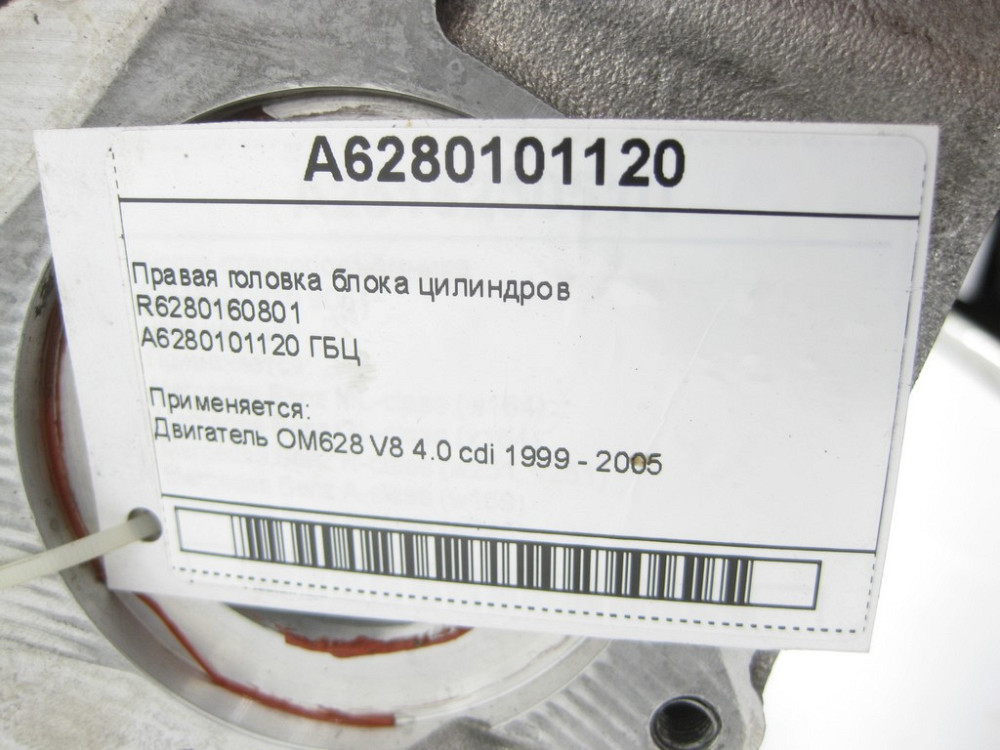 A6280101120
Правая головка блока цилиндров
R6280160801
A6280101120 ГБЦ
Применяется:
Двигатель OM628 V8 4.0 cdi 1999 - 2005